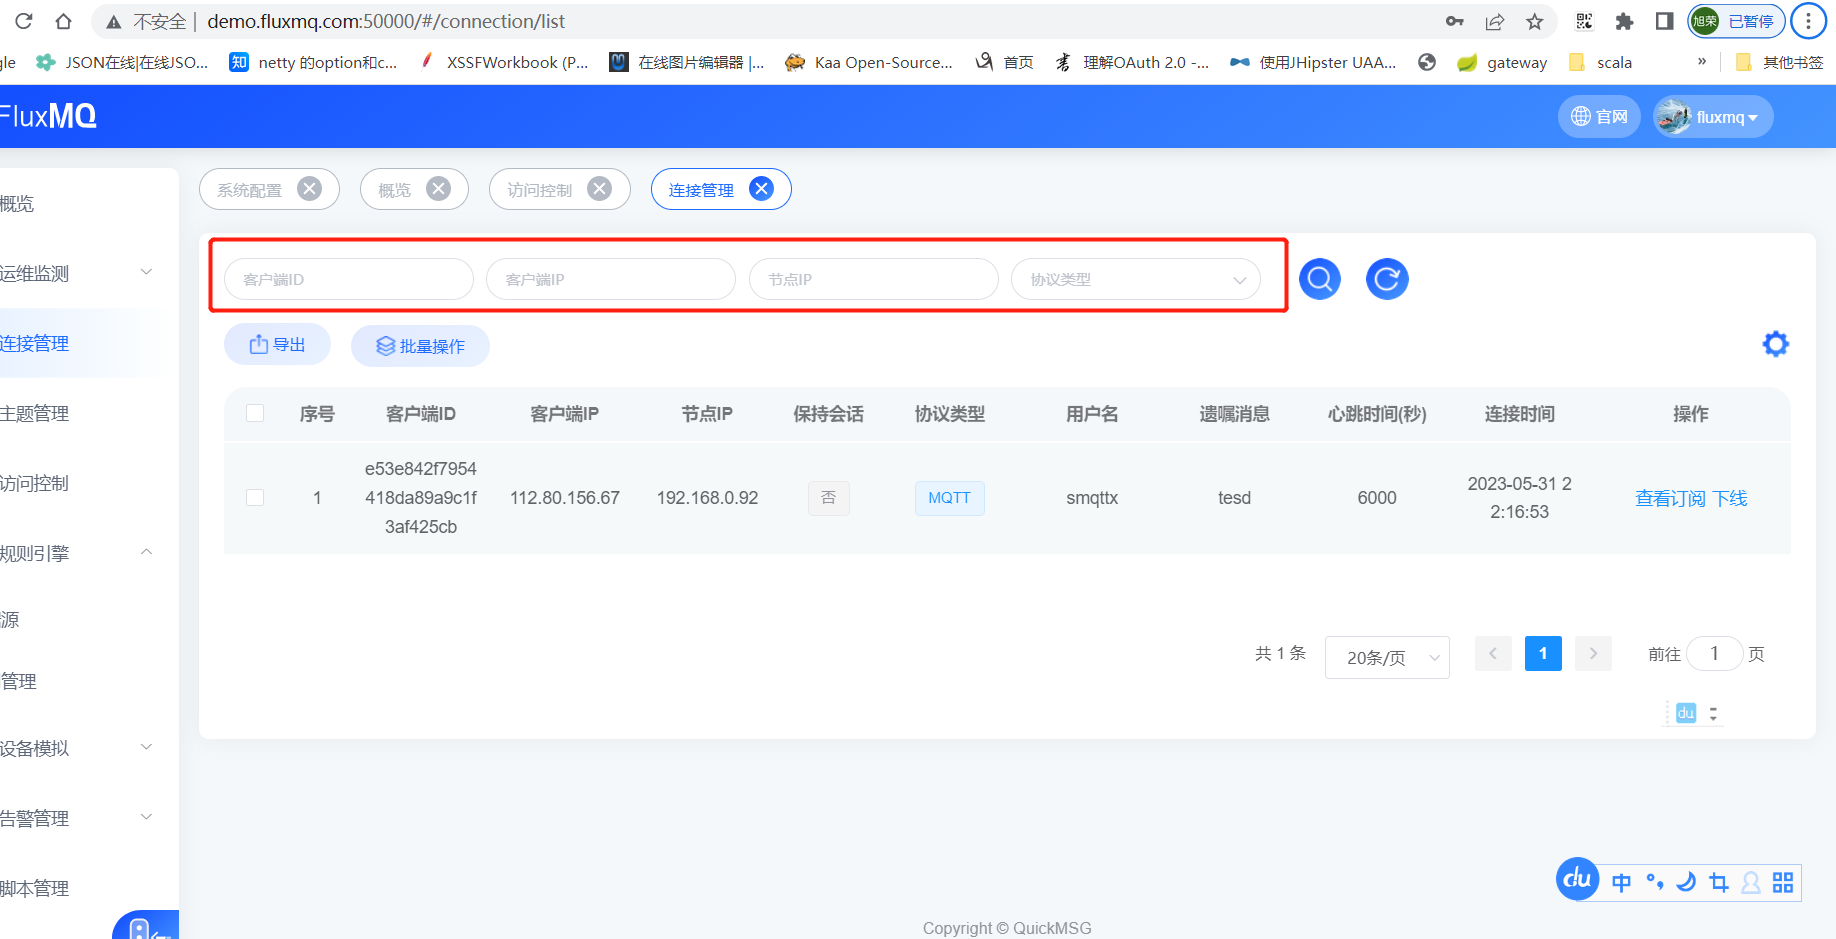 不安全 | demo.fluxmq.com:50000/#/connection/list
旭荣 已暂停
gle JSON在线|在线JSO... 知 netty 的option和c... XSSFWorkbook (P... 在线图片编辑器 |... Kaa Open-Source... 首页 理解OAuth 2.0 -... 使用JHipster UAA... gateway scala » 其他书签
FluxMQ
官网 fluxmq
系统配置 概览 访问控制 连接管理
概览
运维监测
连接管理
主题管理
访问控制
规则引擎
源
管理
设备模拟
告警管理
脚本管理
客户端ID 客户端IP 节点IP 协议类型
导出 批量操作
序号 客户端ID 客户端IP 节点IP 保持会话 协议类型 用户名 遗嘱消息 心跳时间(秒) 连接时间 操作
1 e53e842f7954
418da89a9c1f
3af425cb
112.80.156.67 192.168.0.92 否 MQTT smqttx tesd 6000
2023-05-31 2
2:16:53
查看订阅 下线
共 1 条 20条/页 1 前往 1 页
du
du 中
Copyright © QuickMSG